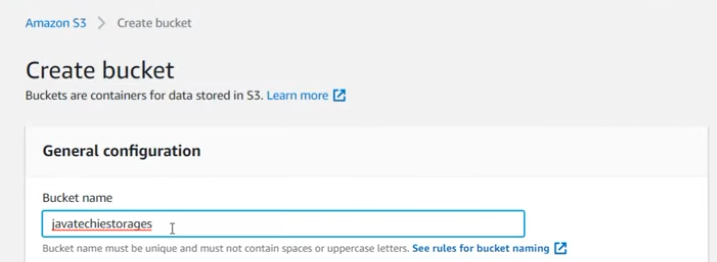 Amazon S3 > Create bucket
Create bucket
Buckets are containers for data stored in S3. Learn more
General configuration
Bucket name
javatechiestorages
Bucket name must be unique and must not contain spaces or uppercase letters. See rules for bucket naming